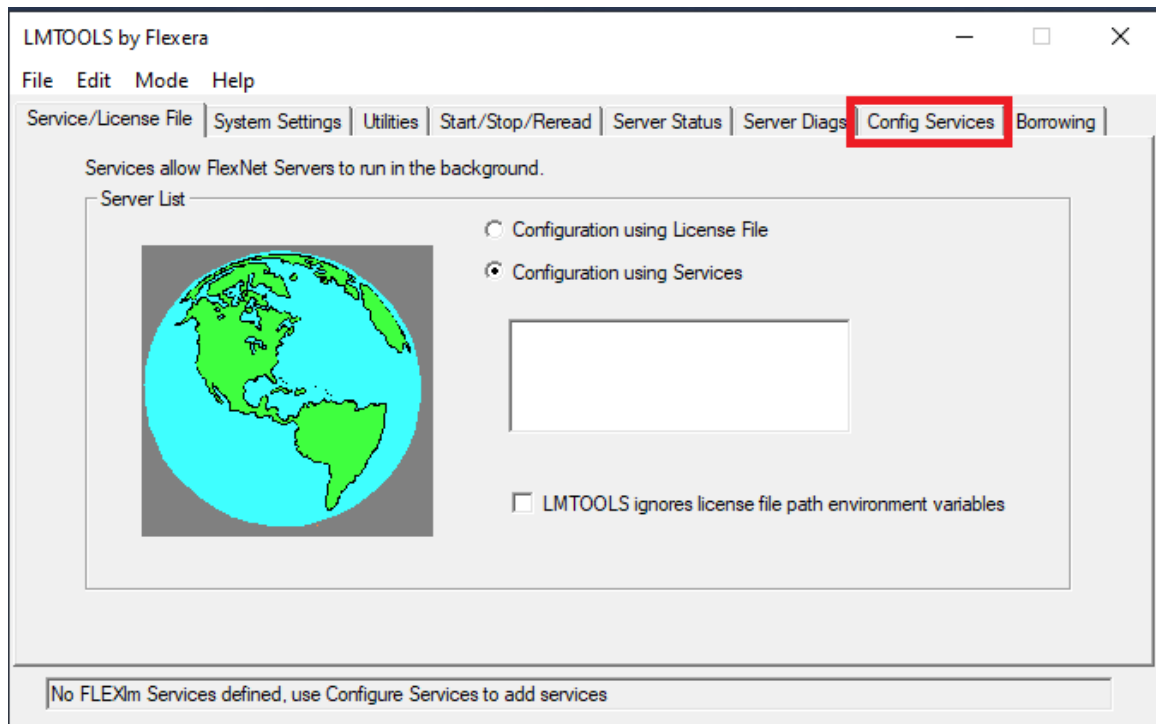 LMTOOLS by Flexera
File Edit Mode Help
Service/License File System Settings Utilities Start/Stop/Reread Server Status Server Diags Config Services Borrowing
Services allow FlexNet Servers to run in the background.
Server List
Configuration using License File
Configuration using Services
LMTOOLS ignores license file path environment variables
No FLEXlm Services defined, use Configure Services to add services